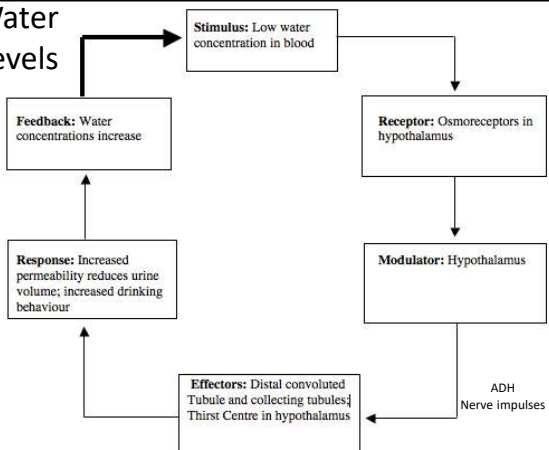 Water
evels
Stimulus: Low water
concentration in blood
Receptor: Osmoreceptors in
hypothalamus
Modulator: Hypothalamus
ADH
Nerve impulses
Effectors: Distal convoluted
Tubule and collecting tubules;
Thirst Centre in hypothalamus
Response: Increased
permeability reduces urine
volume; increased drinking
behaviour
Feedback: Water
concentrations increase